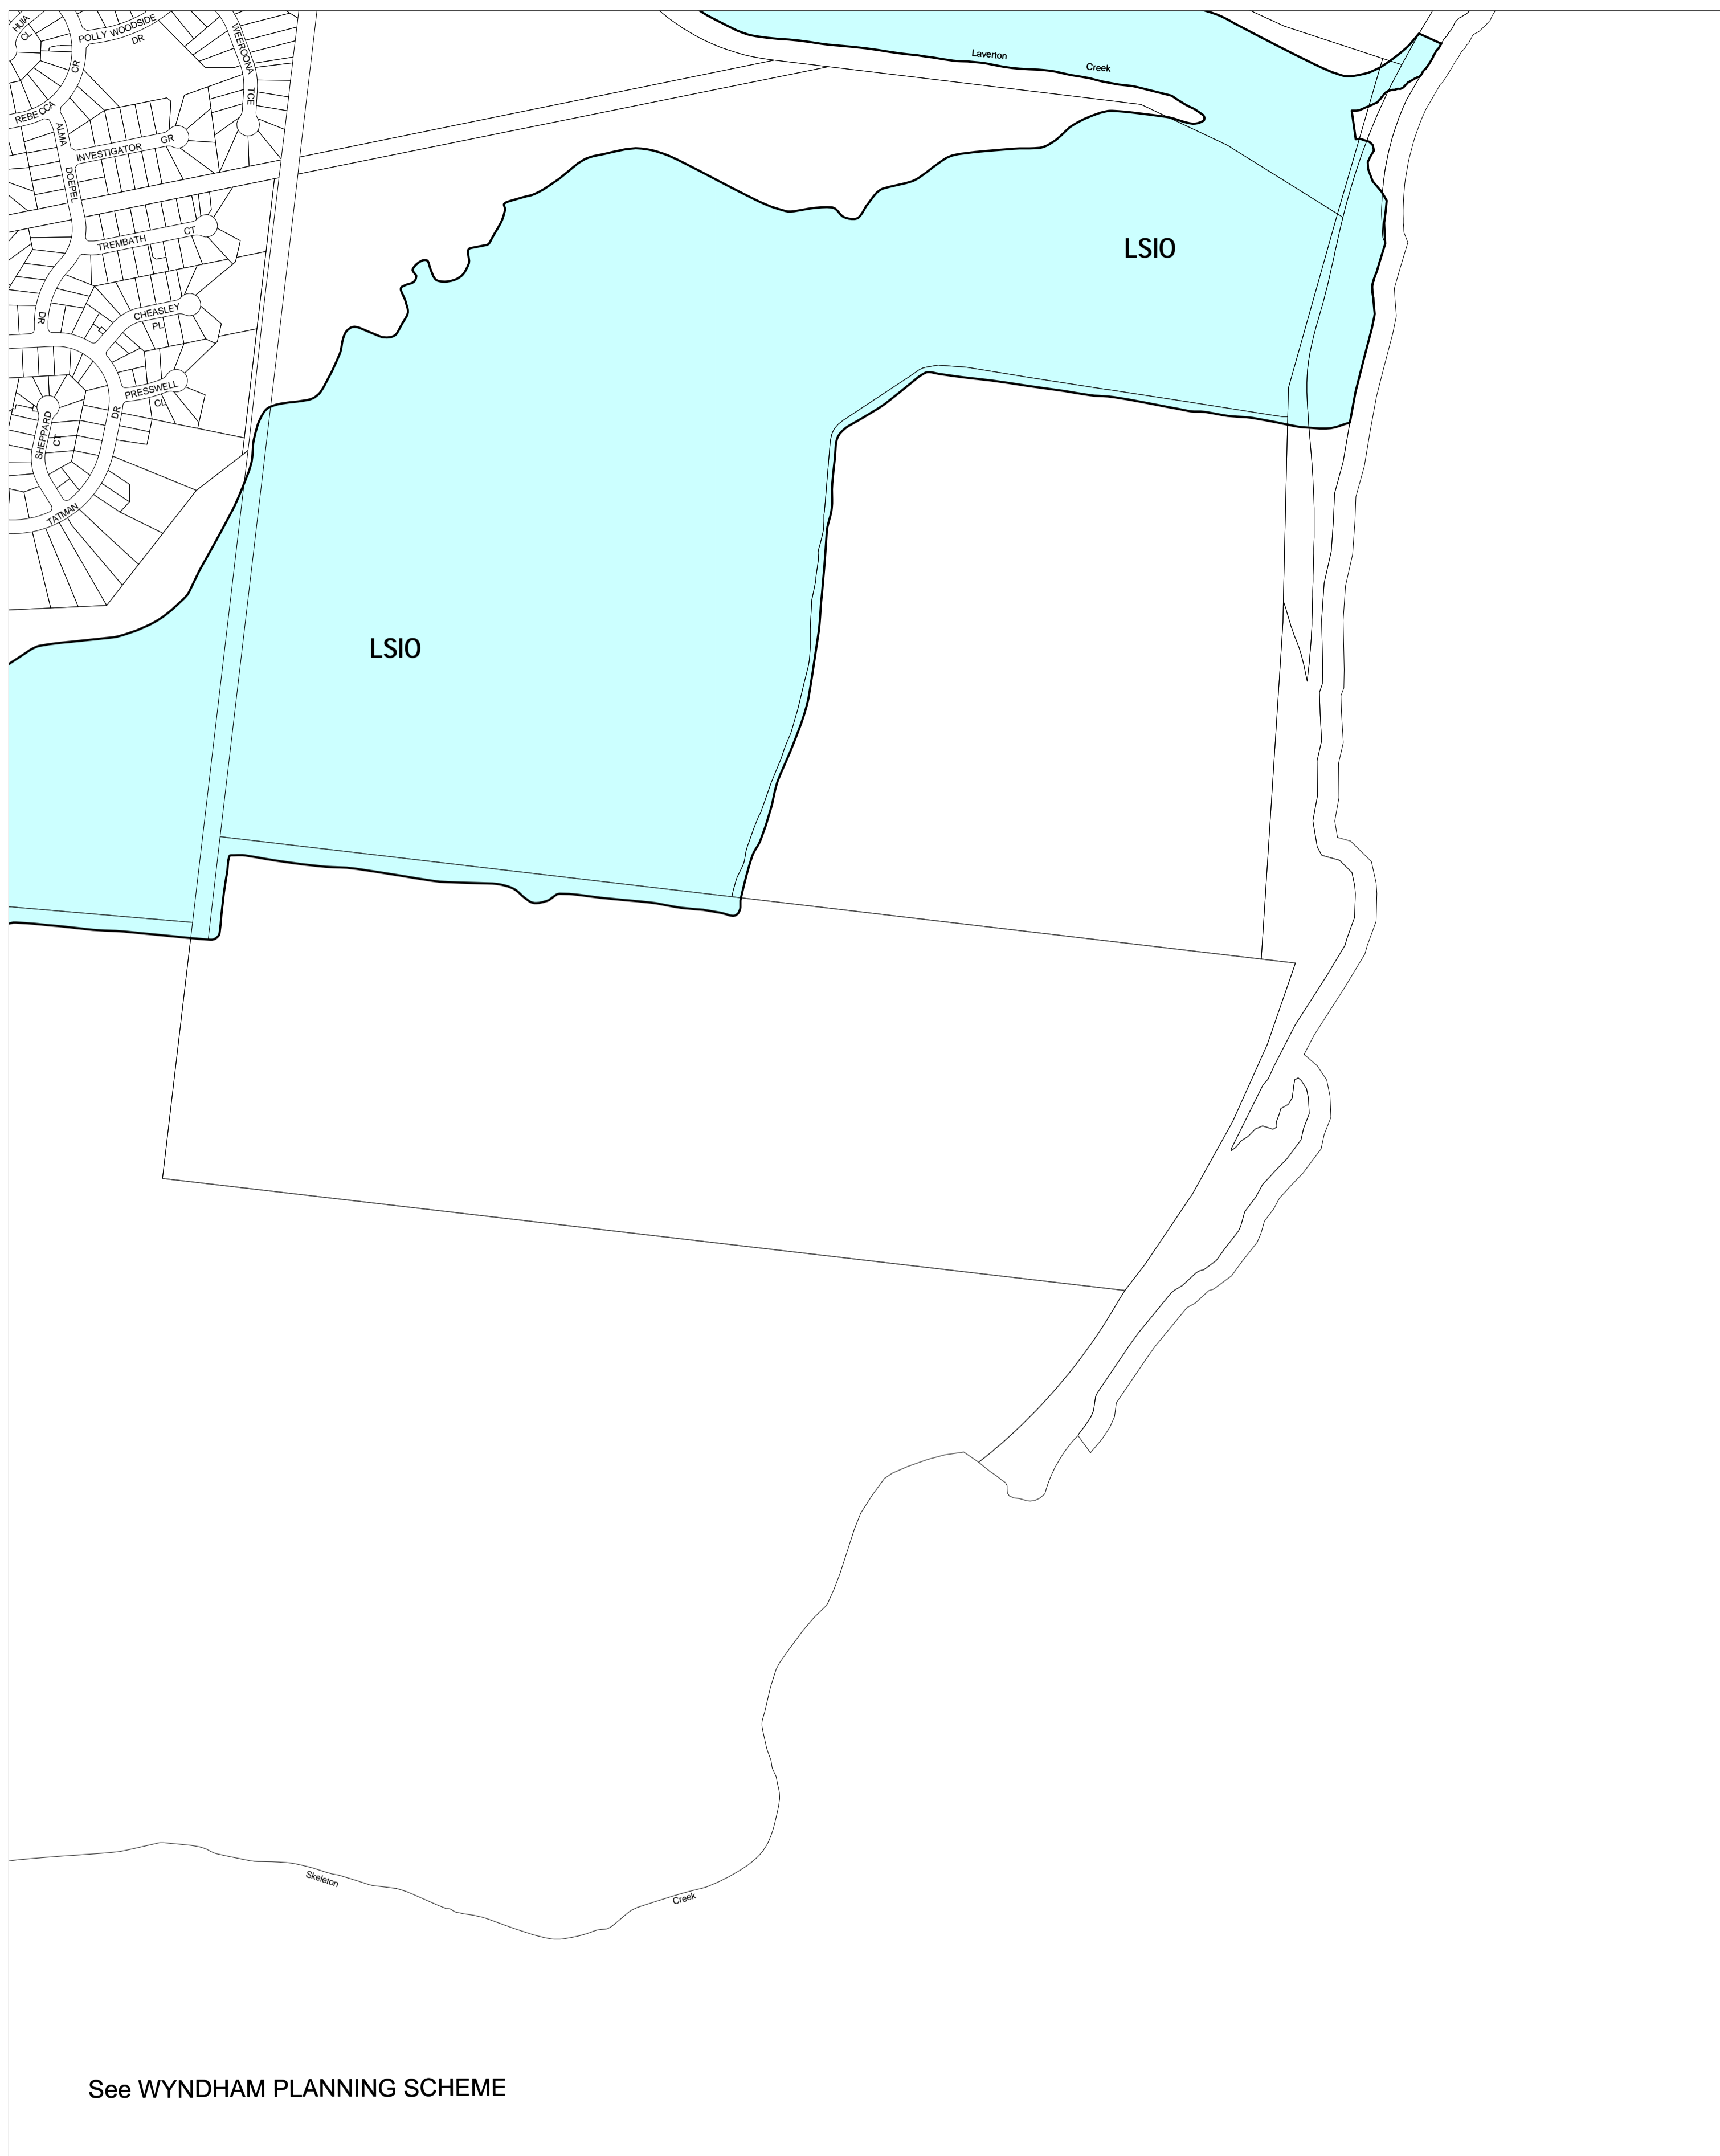 HUIA
CL
POLLY WOODSIDE
DR
WEEROONA
TCE
CR
REBECCA
ALMA
DOEPEL
INVESTIGATOR GR
TREMBATH CT
DR
CHEASLEY
PL
PRESSWELL
CL
DR
SHEPPARD
CT
TATMAN
Laverton Creek
LSIO
LSIO
Skeleton Creek
See WYNDHAM PLANNING SCHEME